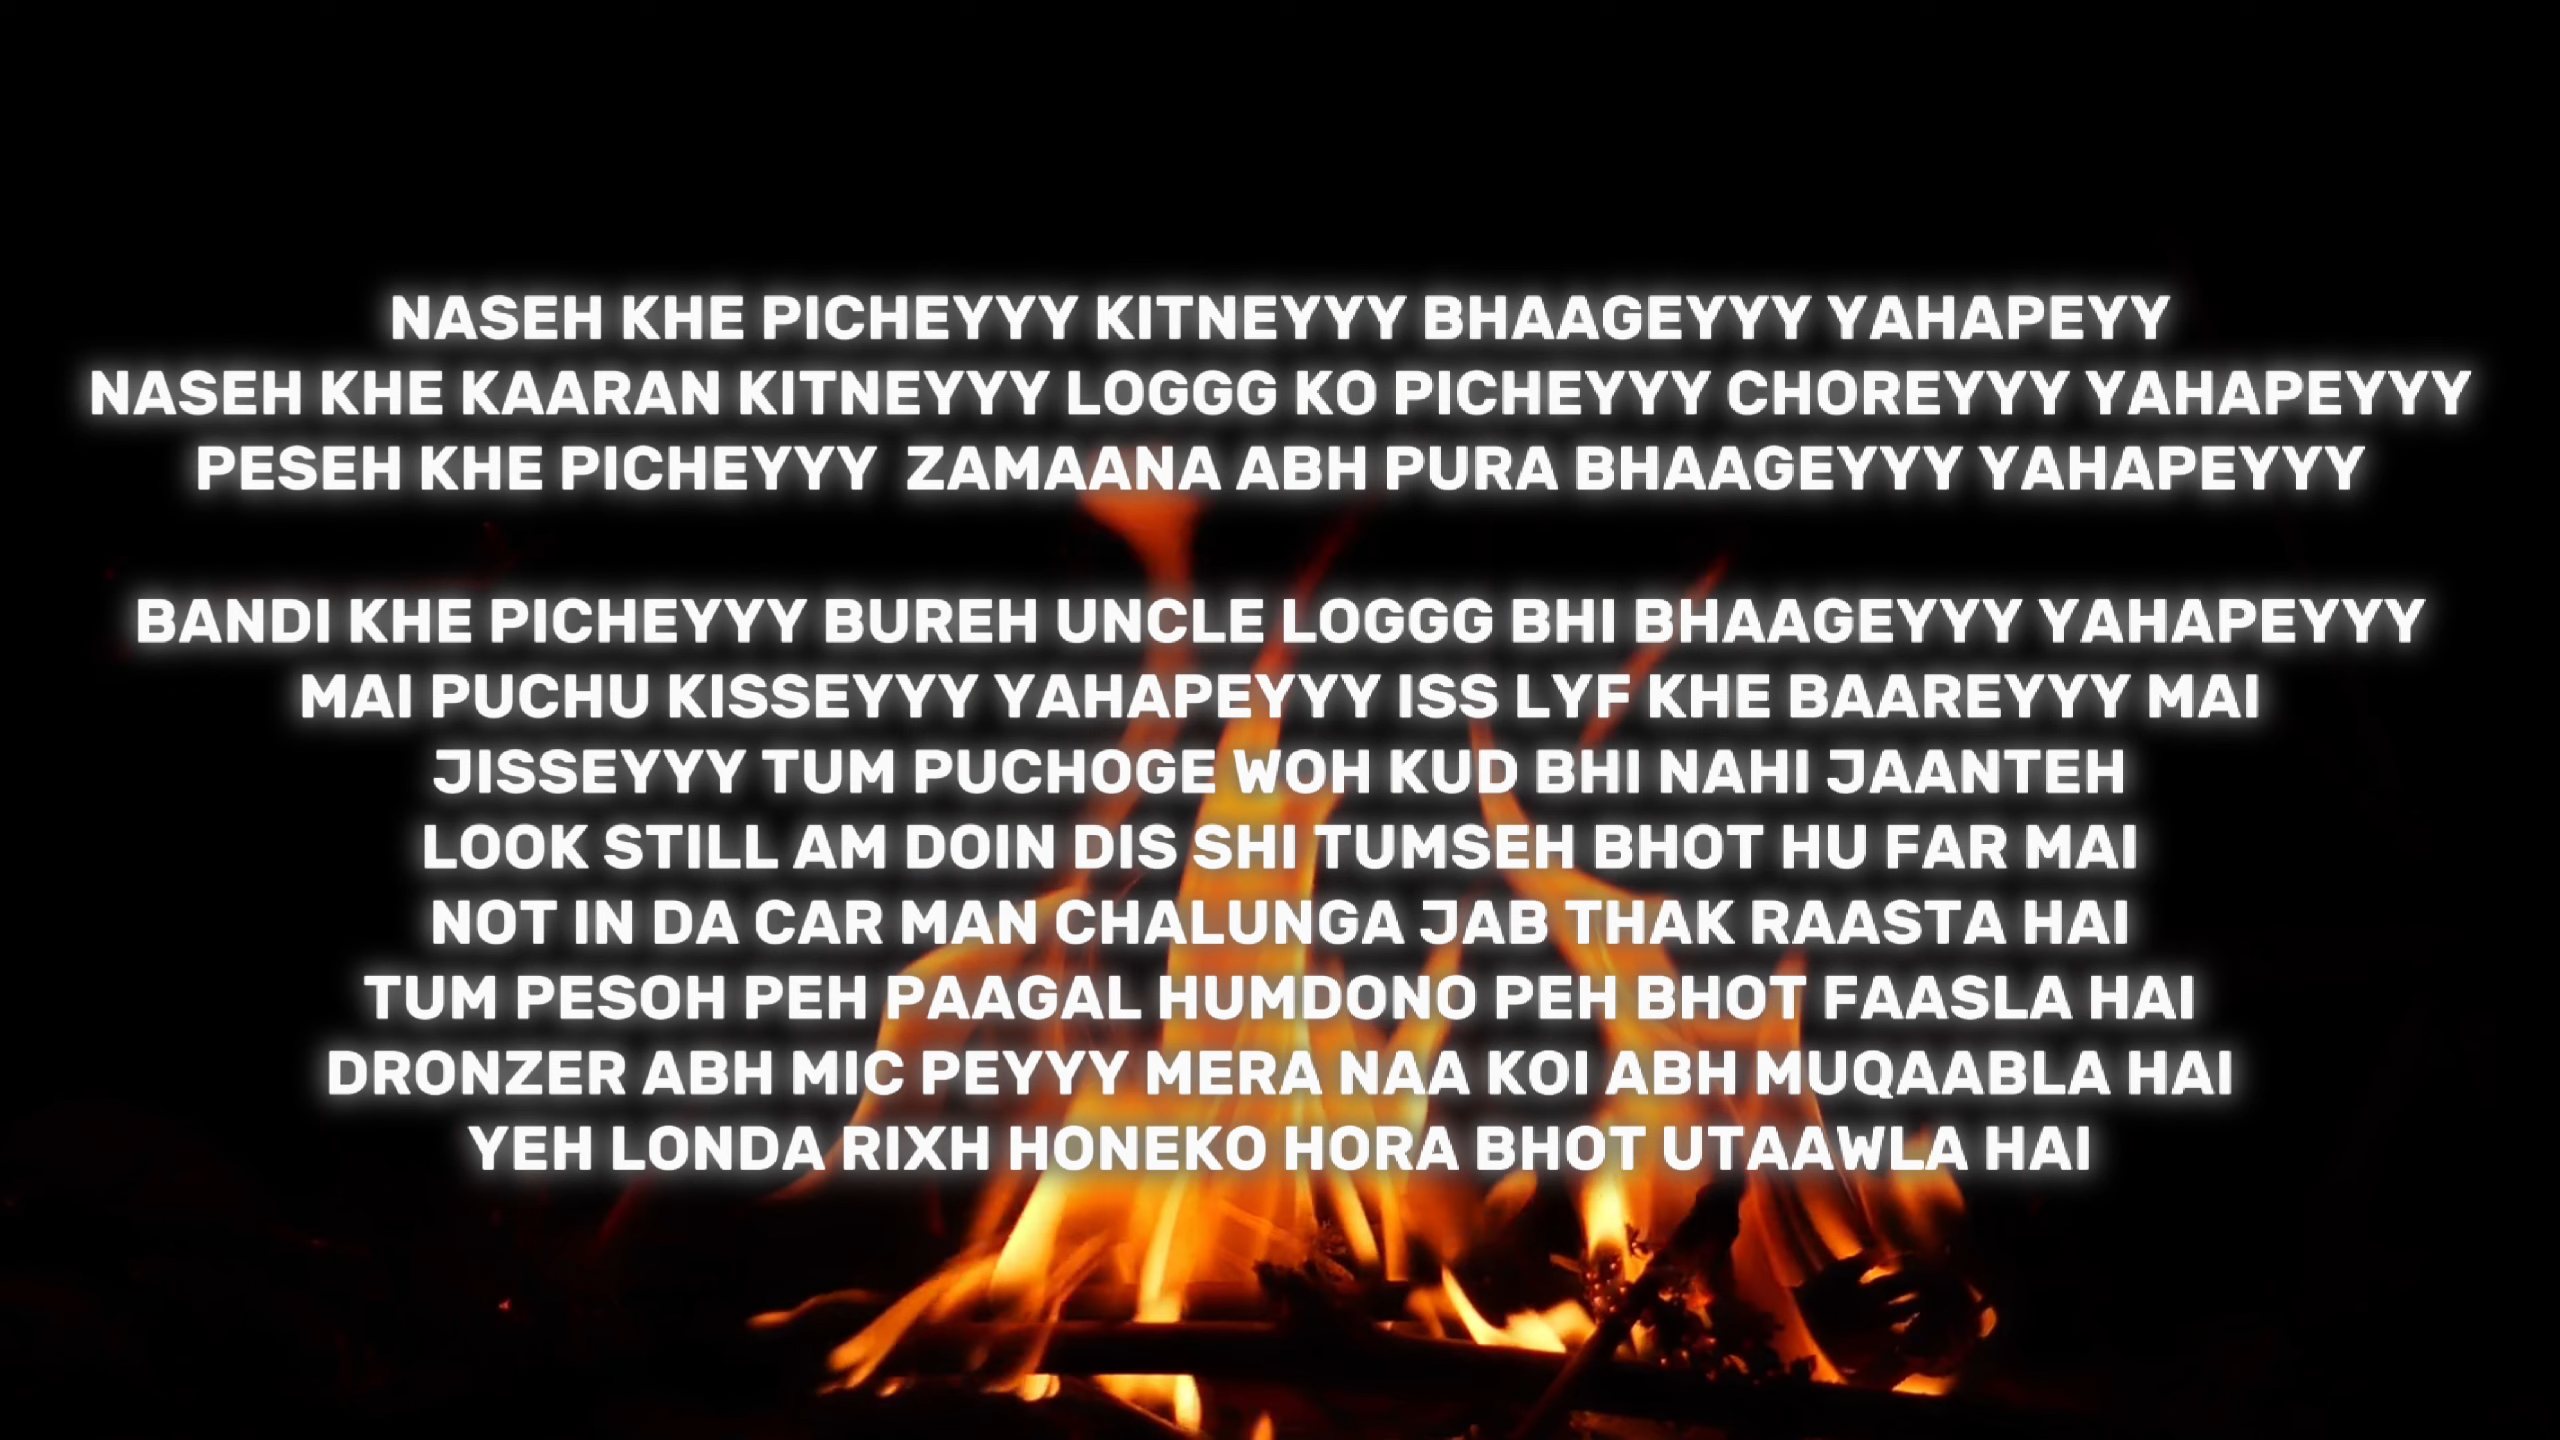 NASEH KHE PICHEYYY KITNEYYY BHAAGEYYY YAHAPEYY
NASEH KHE KAARAN KITNEYYY LOGGG KO PICHEYYY CHOREYYY YAHAPEYYY
PESEH KHE PICHEYYY ZAMAANA ABH PURA BHAAGEYYY YAHAPEYYY
BANDI KHE PICHEYYY BUREH UNCLE LOGGG BHI BHAAGEYYY YAHAPEYYY
MAI PUCHU KISSEYYY YAHAPEYYY ISS LYF KHE BAAREYYY MAI
JISSEYYY TUM PUCHOGE WOH KUD BHI NAHI JAANTEH
LOOK STILL AM DOIN DIS SHI TUMSEH BHOT HU FAR MAI
NOT IN DA CAR MAN CHALUNGA JAB THAK RAASTA HAI
TUM PESOH PEH PAAGAL HUMDONO PEH BHOT FAASLA HAI
DRONZER ABH MIC PEYYY MERA NAA KOI ABH MUQAABLA HAI
YEH LONDA RIXH HONEKO HORA BHOT UTAAWLA HAI